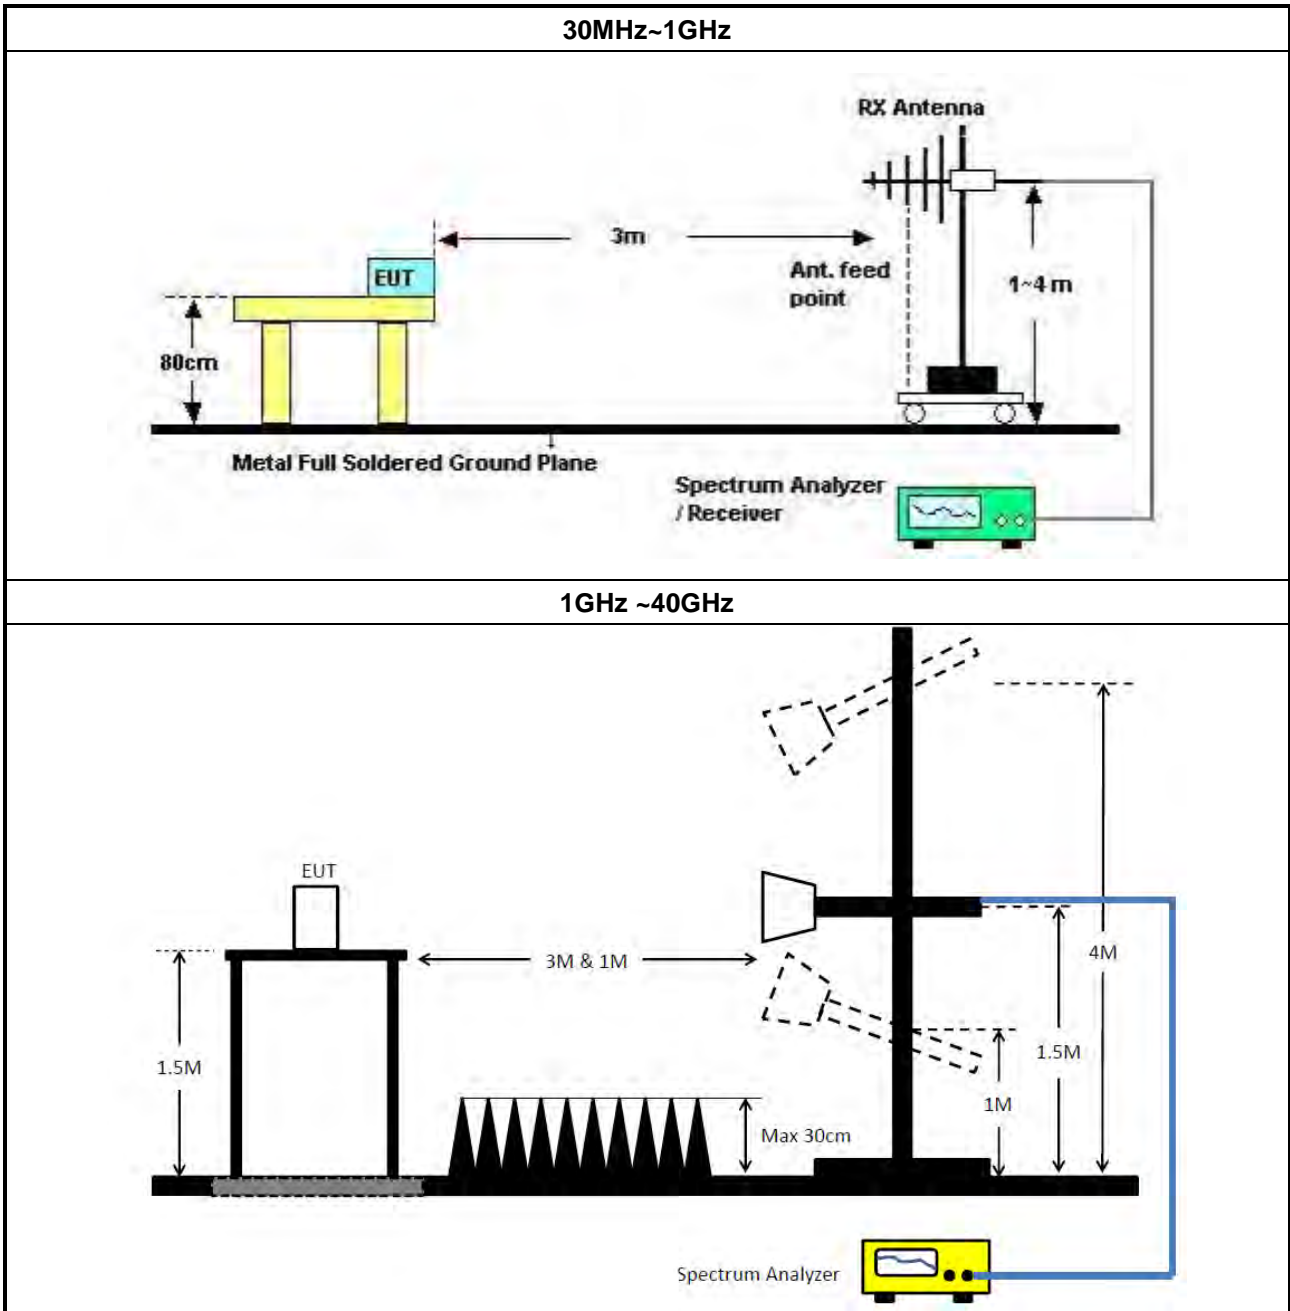 30MHz~1GHz
RX Antenna
3m
EUT
Ant. feed
point
1~4 m
80cm
Metal Full Soldered Ground Plane
Spectrum Analyzer
/ Receiver
1GHz ~40GHz
EUT
3M & 1M
4M
1.5M
1.5M
1M
Max 30cm
Spectrum Analyzer